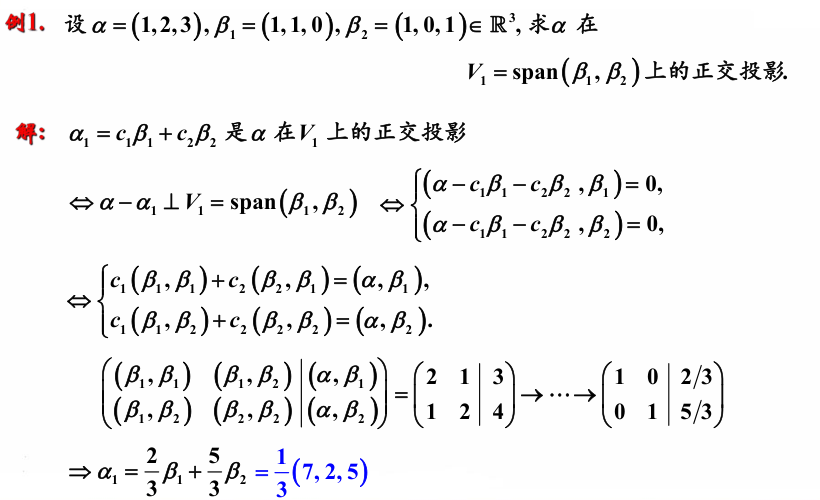 例1. 设 α = (1,2,3), β₁ = (1,1,0), β₂ = (1,0,1) ∈ ℝ³, 求α 在
V₁ = span(β₁, β₂) 上的正交投影.
解: α₁ = c₁β₁ + c₂β₂ 是 α 在 V₁ 上的正交投影
⇔ α − α₁ ⊥ V₁ = span(β₁, β₂) ⇔ { (α − c₁β₁ − c₂β₂ , β₁) = 0,
(α − c₁β₁ − c₂β₂ , β₂) = 0,
⇔ { c₁(β₁, β₁) + c₂(β₂, β₁) = (α, β₁),
c₁(β₁, β₂) + c₂(β₂, β₂) = (α, β₂).
( (β₁, β₁) (β₁, β₂) | (α, β₁) ) = ( 2 1 | 3 ) → ⋯ → ( 1 0 | 2/3 )
( (β₁, β₂) (β₂, β₂) | (α, β₂) ) ( 1 2 | 4 ) ( 0 1 | 5/3 )
⇒ α₁ = 2/3 β₁ + 5/3 β₂ = 1/3 (7, 2, 5)